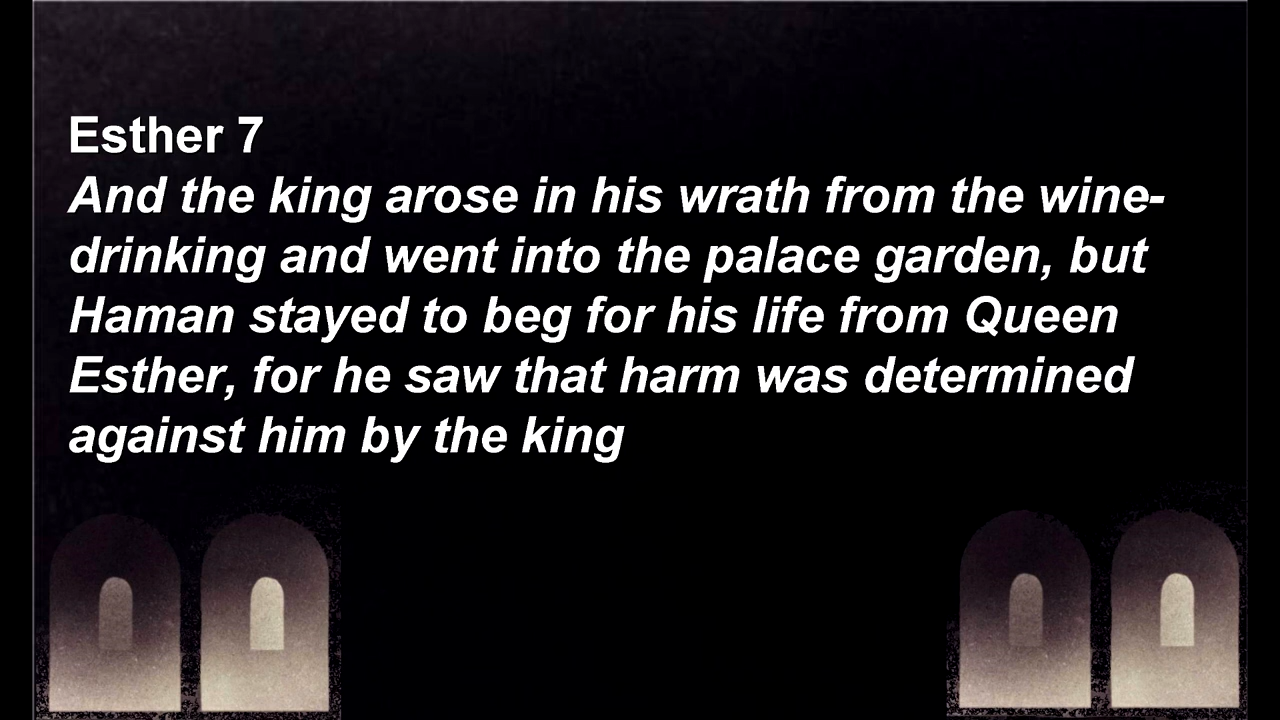 Esther 7
And the king arose in his wrath from the wine-
drinking and went into the palace garden, but
Haman stayed to beg for his life from Queen
Esther, for he saw that harm was determined
against him by the king